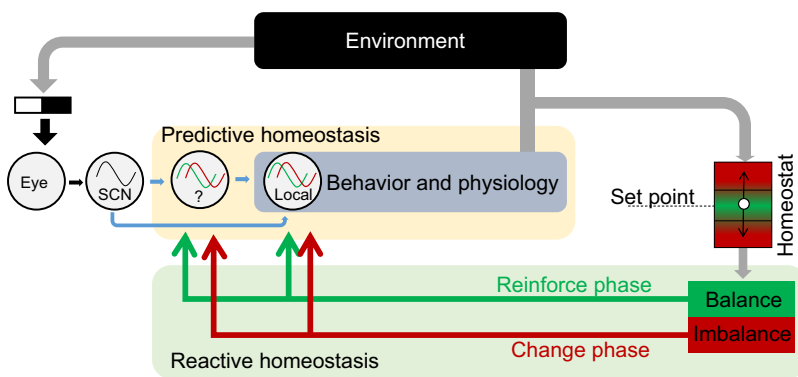 Environment
Predictive homeostasis
Eye
SCN
?
Local
Behavior and physiology
Set point
Homeostat
Reinforce phase
Balance
Change phase
Imbalance
Reactive homeostasis